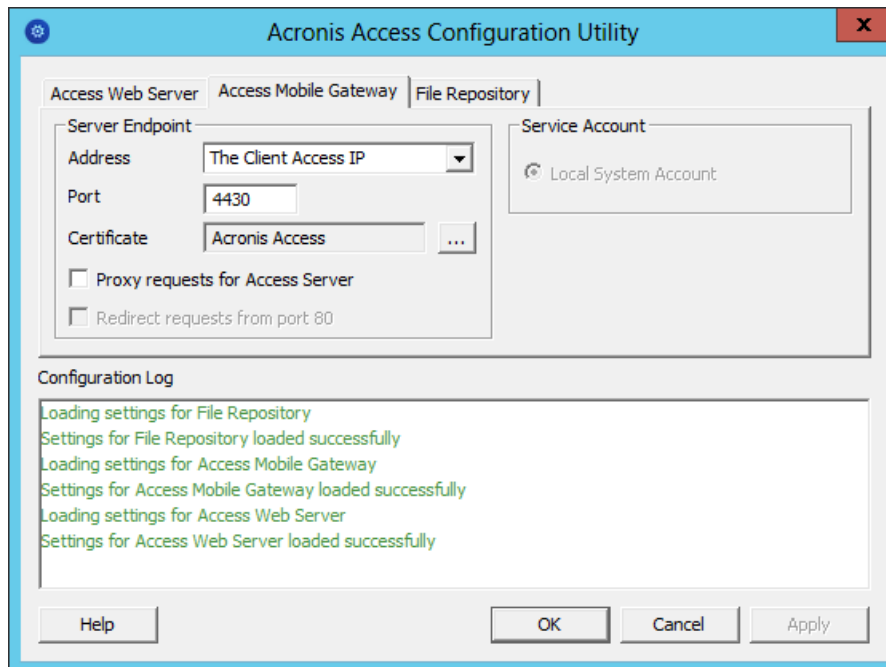 Acronis Access Configuration Utility
x
Access Web Server
Access Mobile Gateway
File Repository
Server Endpoint
Address
The Client Access IP
Port
4430
Certificate
Acronis Access
...
Proxy requests for Access Server
Redirect requests from port 80
Service Account
Local System Account
Configuration Log
Loading settings for File Repository
Settings for File Repository loaded successfully
Loading settings for Access Mobile Gateway
Settings for Access Mobile Gateway loaded successfully
Loading settings for Access Web Server
Settings for Access Web Server loaded successfully
Help
OK
Cancel
Apply